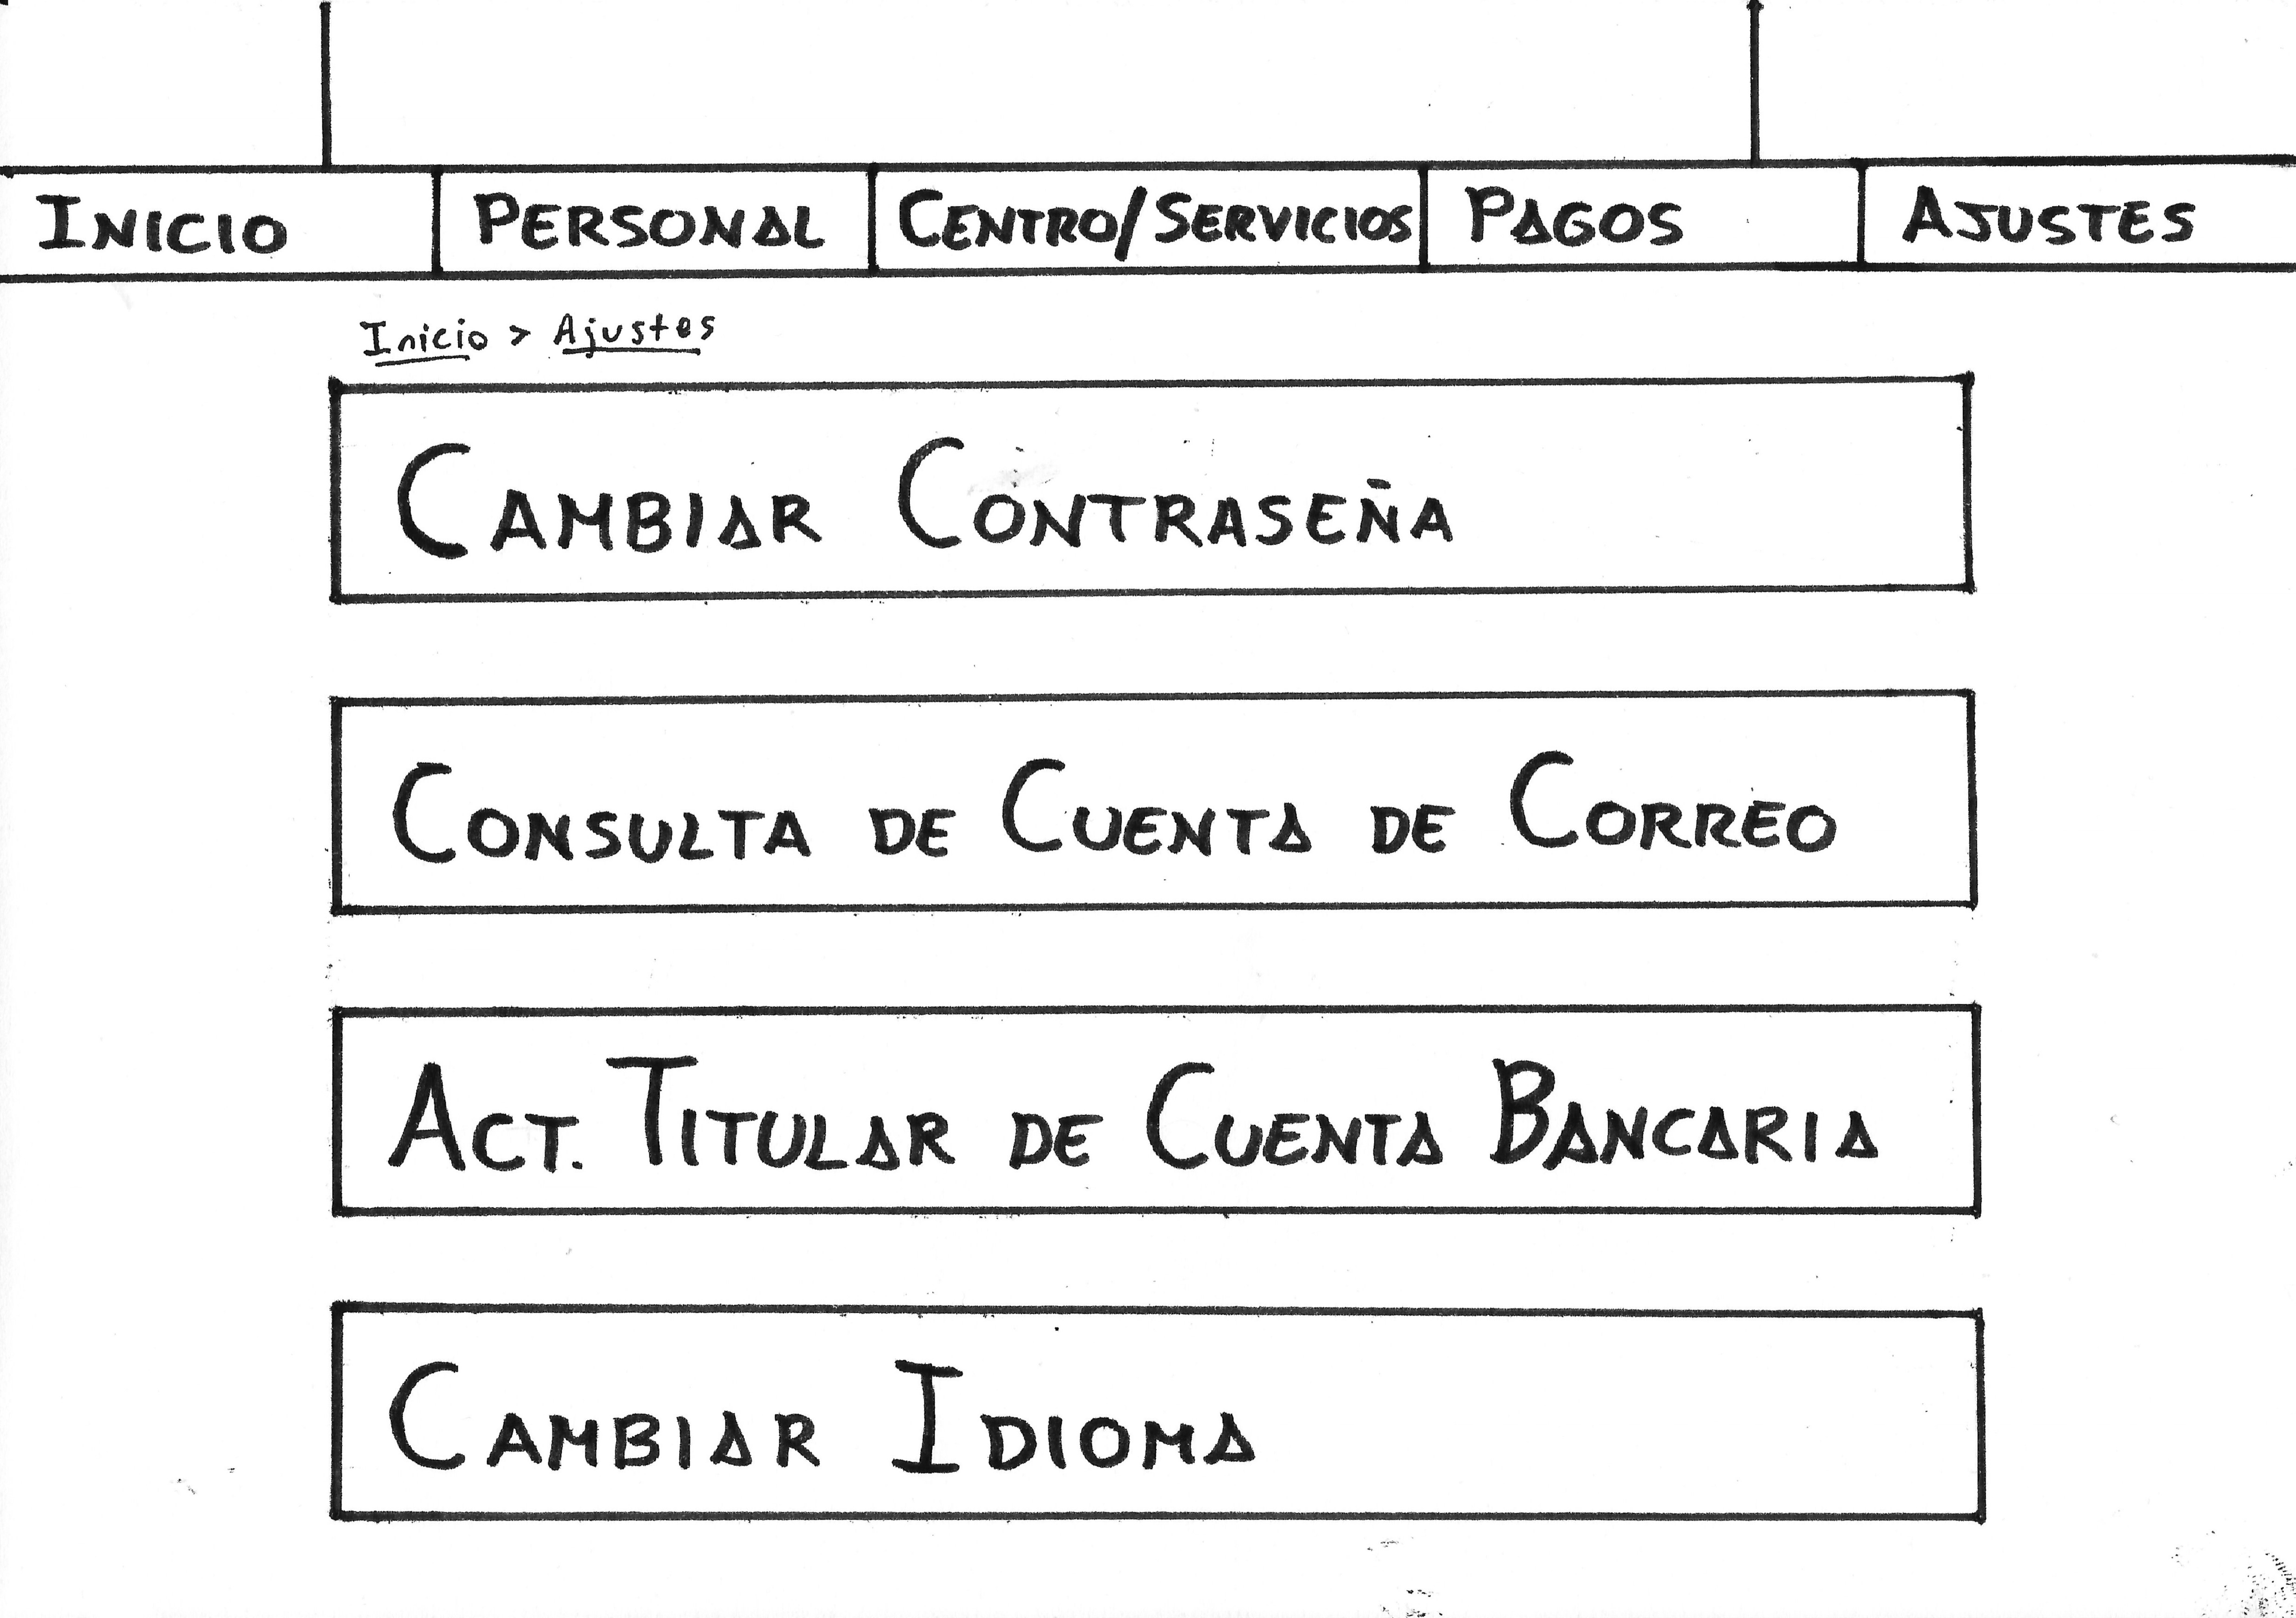 INICIO PERSONAL CENTRO/SERVICIOS PAGOS AJUSTES
Inicio > Ajustes
CAMBIAR CONTRASEÑA
CONSULTA DE CUENTA DE CORREO
ACT. TITULAR DE CUENTA BANCARIA
CAMBIAR IDIOMA